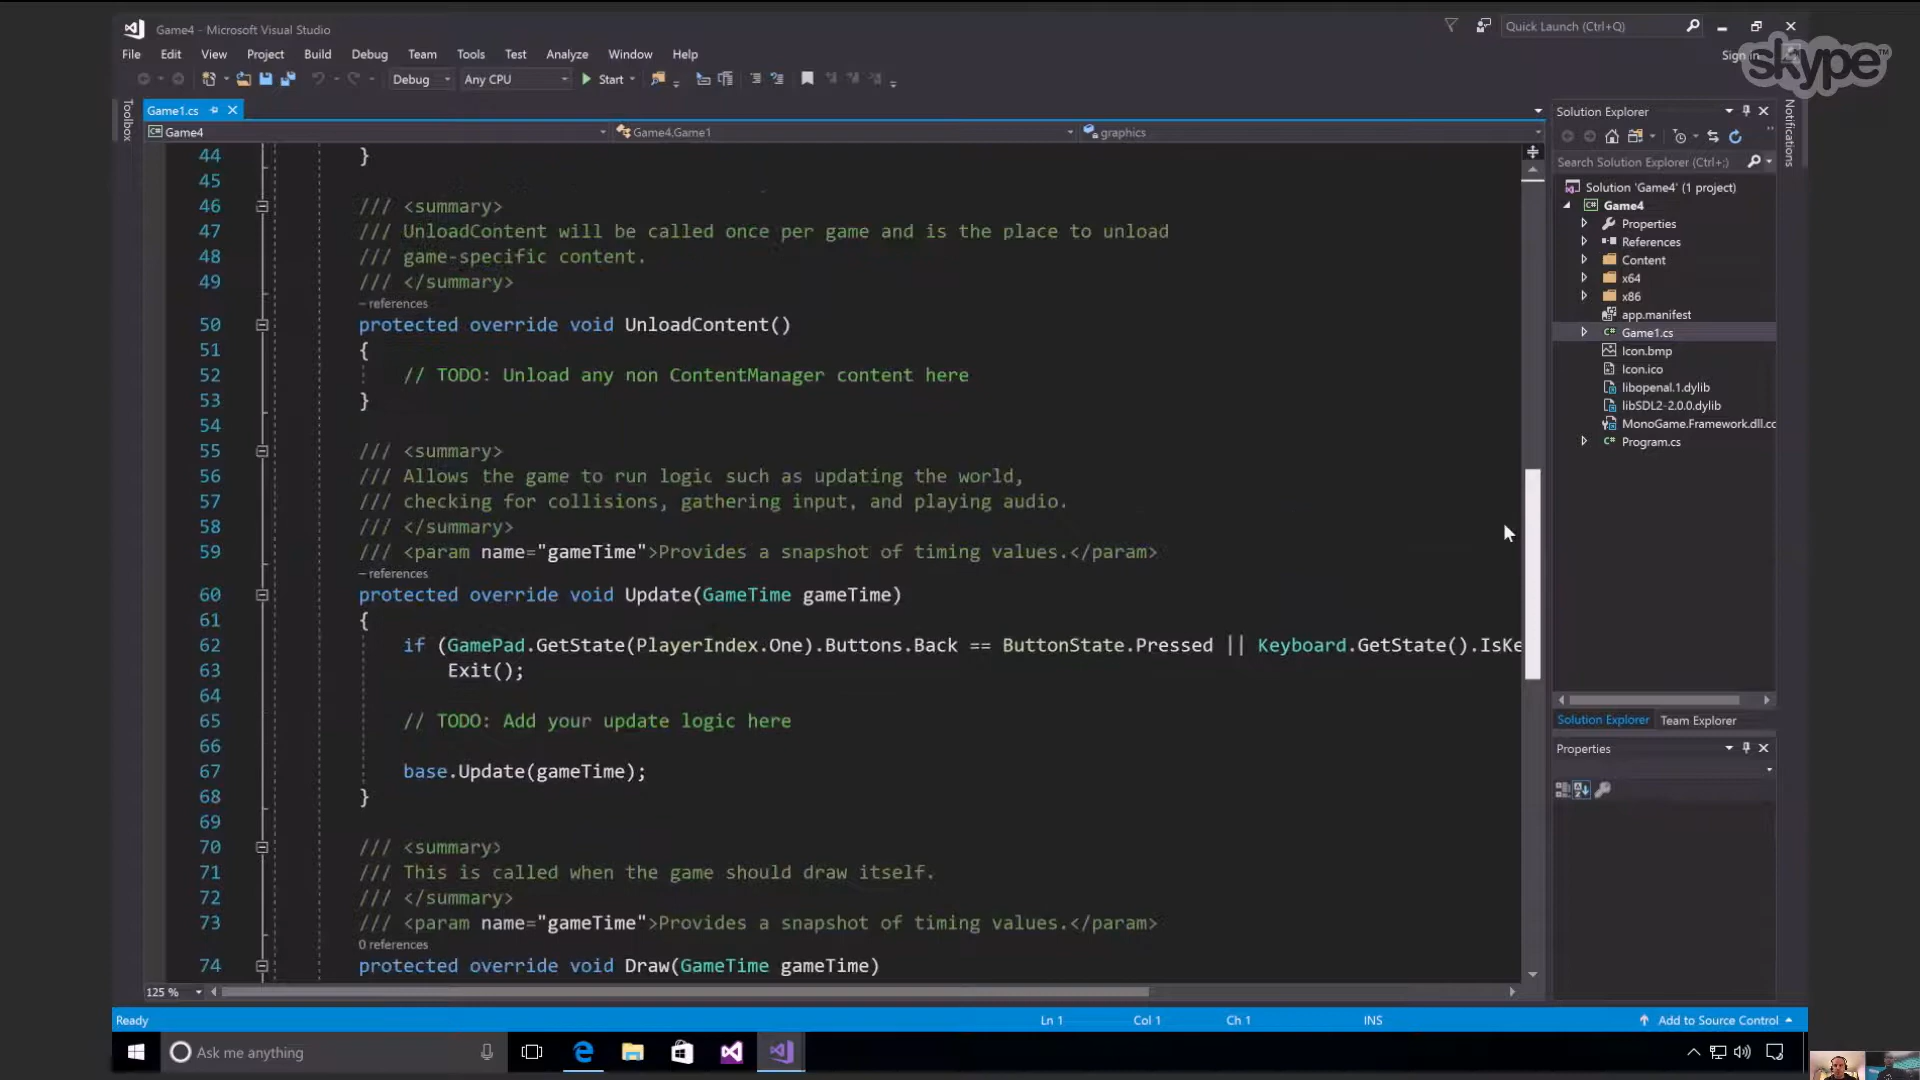 Game4 - Microsoft Visual Studio
Quick Launch (Ctrl+Q)
File Edit View Project Build Debug Team Tools Test Analyze Window Help
Sign in
skype™
Debug Any CPU Start
Toolbox
Game1.cs
Game4 Game4.Game1 graphics
44 }
45
46 /// <summary>
47 /// UnloadContent will be called once per game and is the place to unload
48 /// game-specific content.
49 /// </summary>
– references
50 protected override void UnloadContent()
51 {
52 // TODO: Unload any non ContentManager content here
53 }
54
55 /// <summary>
56 /// Allows the game to run logic such as updating the world,
57 /// checking for collisions, gathering input, and playing audio.
58 /// </summary>
59 /// <param name="gameTime">Provides a snapshot of timing values.</param>
– references
60 protected override void Update(GameTime gameTime)
61 {
62 if (GamePad.GetState(PlayerIndex.One).Buttons.Back == ButtonState.Pressed || Keyboard.GetState().IsKe
63 Exit();
64
65 // TODO: Add your update logic here
66
67 base.Update(gameTime);
68 }
69
70 /// <summary>
71 /// This is called when the game should draw itself.
72 /// </summary>
73 /// <param name="gameTime">Provides a snapshot of timing values.</param>
0 references
74 protected override void Draw(GameTime gameTime)
125 %
Solution Explorer
Search Solution Explorer (Ctrl+;)
Solution 'Game4' (1 project)
Game4
Properties
References
Content
x64
x86
app.manifest
Game1.cs
Icon.bmp
Icon.ico
libopenal.1.dylib
libSDL2-2.0.0.dylib
MonoGame.Framework.dll.cc
Program.cs
Solution Explorer Team Explorer
Properties
Notifications
Ready Ln 1 Col 1 Ch 1 INS Add to Source Control
Ask me anything